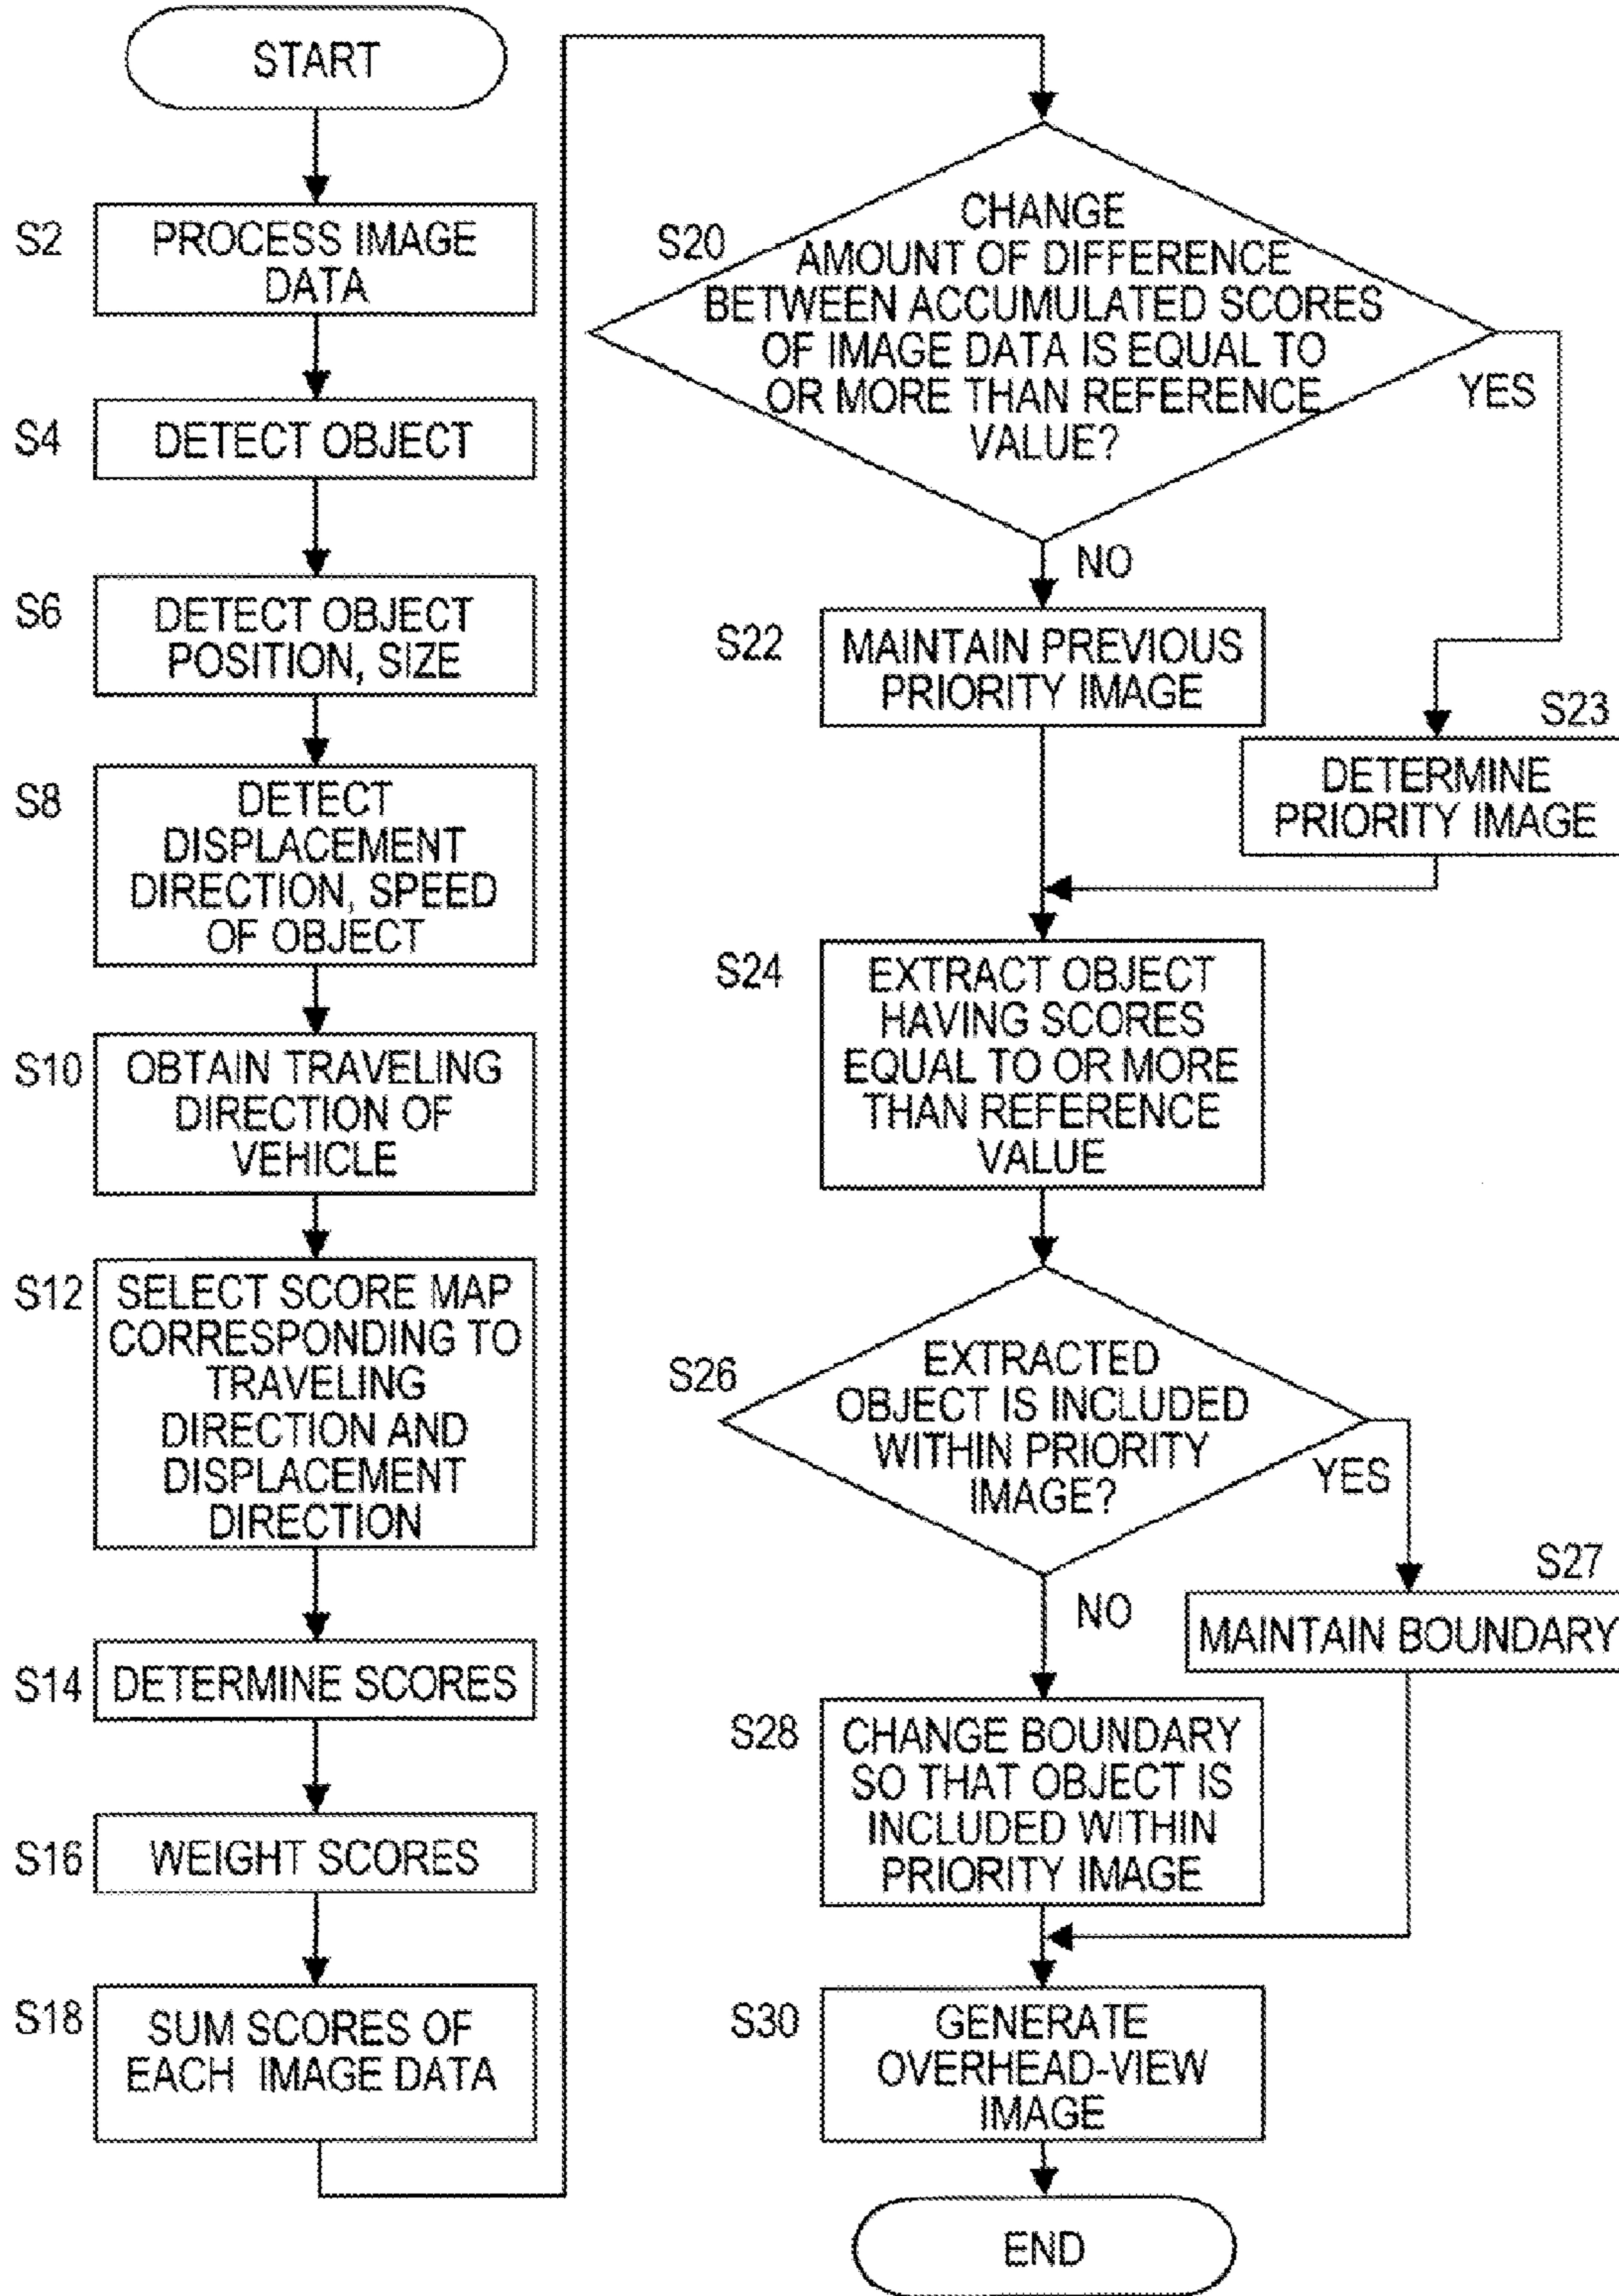 START
S2
PROCESS IMAGE
DATA
S4
DETECT OBJECT
S6
DETECT OBJECT
POSITION, SIZE
S8
DETECT
DISPLACEMENT
DIRECTION, SPEED
OF OBJECT
S10
OBTAIN TRAVELING
DIRECTION OF
VEHICLE
S12
SELECT SCORE MAP
CORRESPONDING TO
TRAVELING
DIRECTION AND
DISPLACEMENT
DIRECTION
S14
DETERMINE SCORES
S16
WEIGHT SCORES
S18
SUM SCORES OF
EACH IMAGE DATA
S20
CHANGE
AMOUNT OF DIFFERENCE
BETWEEN ACCUMULATED SCORES
OF IMAGE DATA IS EQUAL TO
OR MORE THAN REFERENCE
VALUE?
YES
NO
S22
MAINTAIN PREVIOUS
PRIORITY IMAGE
S23
DETERMINE
PRIORITY IMAGE
S24
EXTRACT OBJECT
HAVING SCORES
EQUAL TO OR MORE
THAN REFERENCE
VALUE
S26
EXTRACTED
OBJECT IS INCLUDED
WITHIN PRIORITY
IMAGE?
YES
NO
S27
MAINTAIN BOUNDARY
S28
CHANGE BOUNDARY
SO THAT OBJECT IS
INCLUDED WITHIN
PRIORITY IMAGE
S30
GENERATE
OVERHEAD-VIEW
IMAGE
END